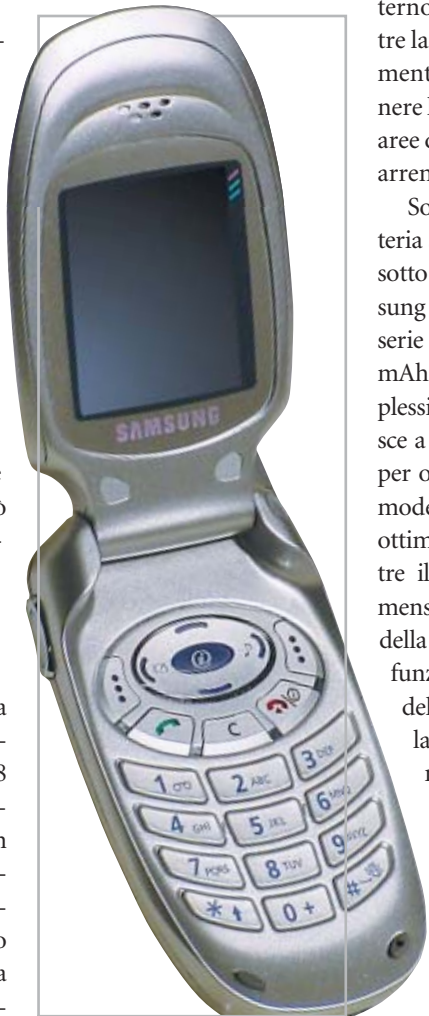 -
ò
-
a
-
8
-
n
-
-
o
a
-
SAMSUNG
C
1
2 ABC
3 DEF
4 GHI
5 JKL
6 MNO
7 PQRS
8 TUV
9 WXYZ
*
0 +
#
terno
tre la
ment
nere l
aree c
arren
So
teria
sotto
sung
serie
mAh
plessi
sce a
per o
mode
ottim
tre il
mens
della
funz
del
la
r